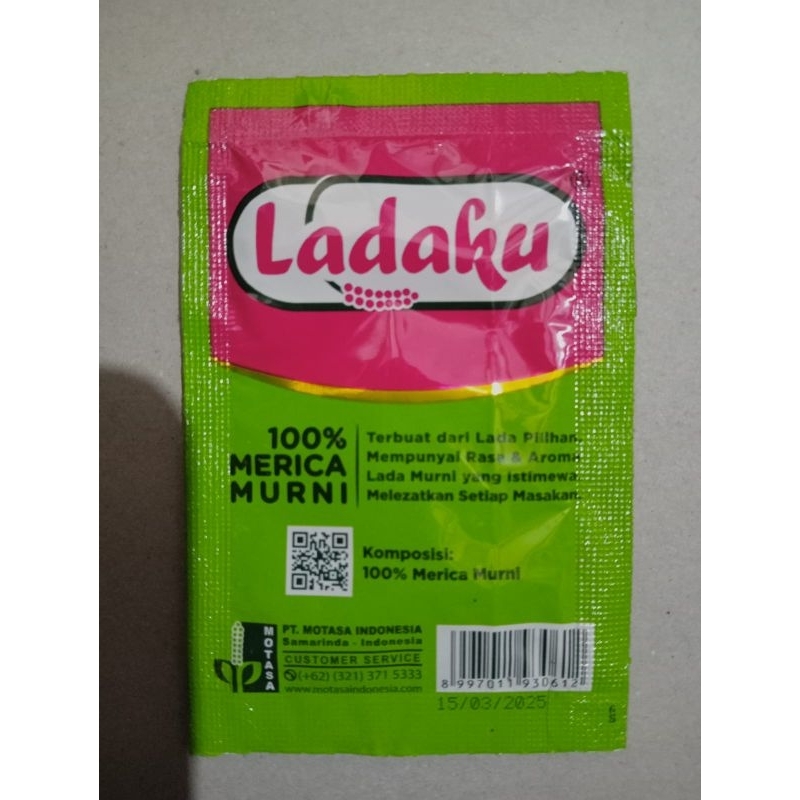 Ladaku
100%
MERICA
MURNI
Terbuat dari Lada Pilihan,
Mempunyai Rasa & Aroma
Lada Murni yang Istimewa
Melezatkan Setiap Masakan.
Komposisi:
100% Merica Murni
MOTASA
PT. MOTASA INDONESIA
Samarinda - Indonesia
CUSTOMER SERVICE
(+62) (321) 371 5333
www.motasaindonesia.com
8 997011 930612
15/03/2025